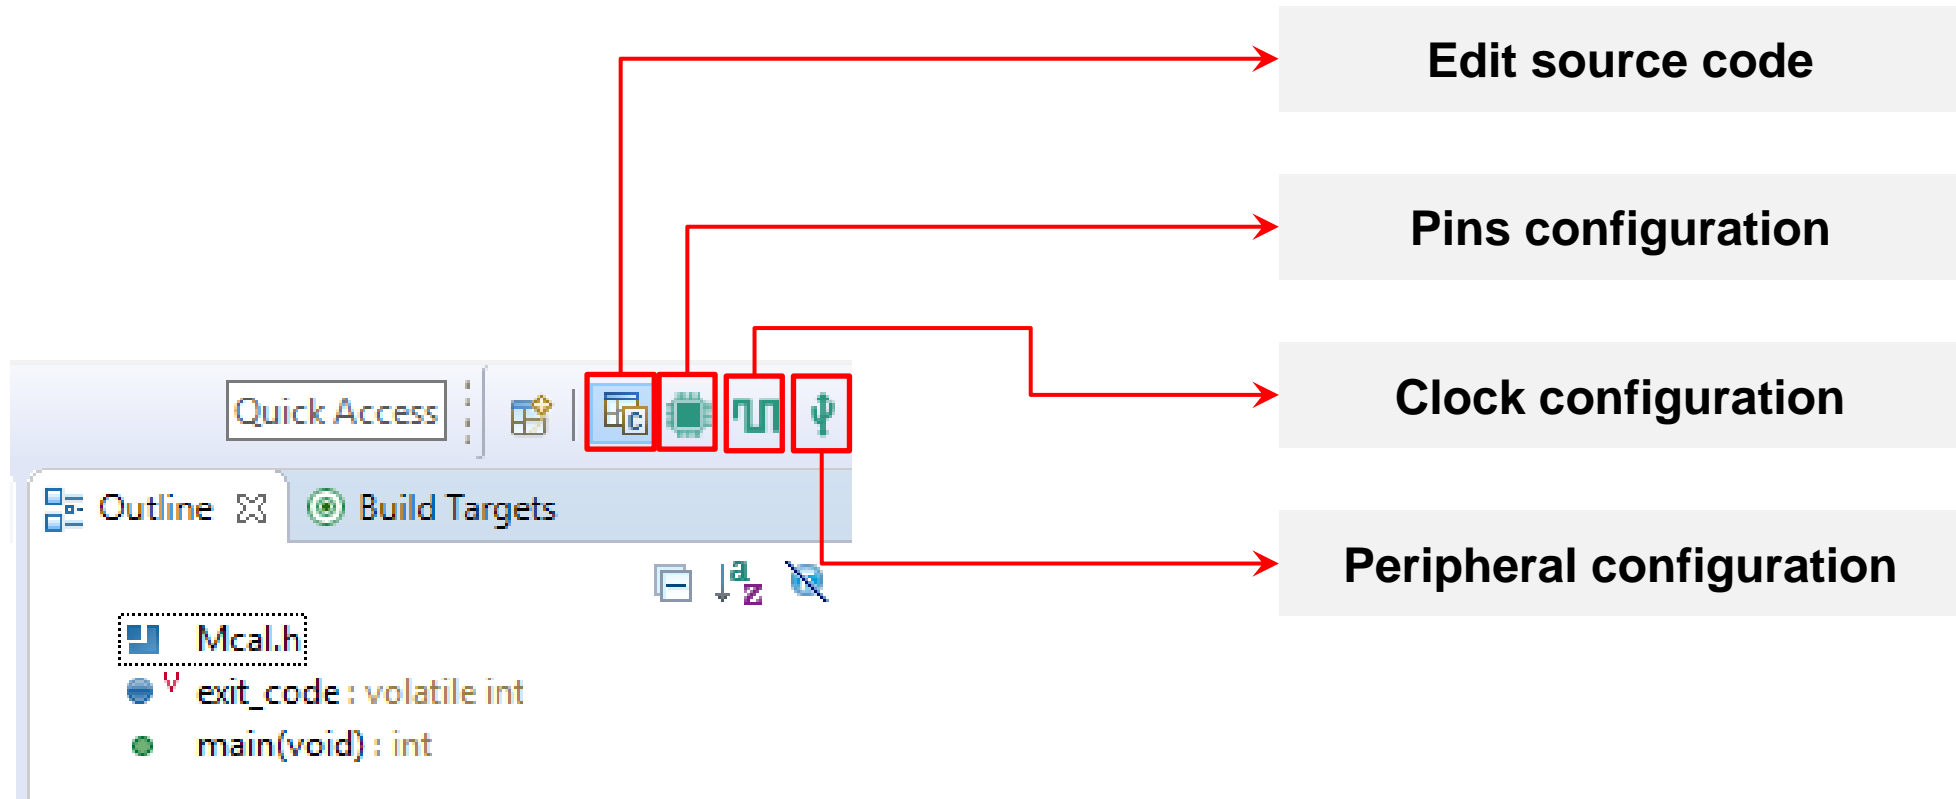 Edit source code
Pins configuration
Clock configuration
Peripheral configuration
Quick Access
C
Outline
Build Targets
a
z
Mcal.h
V
exit_code : volatile int
main(void) : int